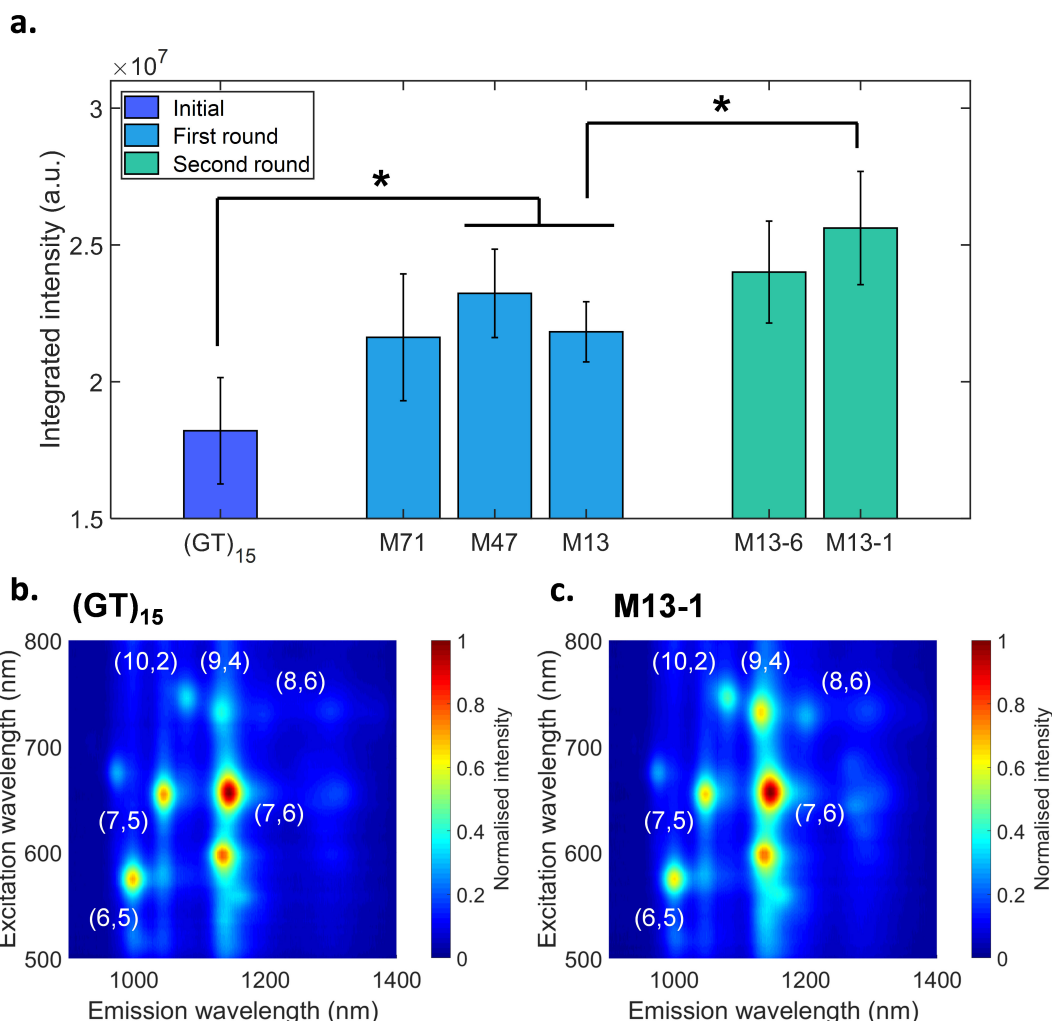 a.
×10⁷
3
2.5
2
1.5
Integrated intensity (a.u.)
Initial
First round
Second round
*
*
(GT)₁₅
M71
M47
M13
M13-6
M13-1
b.
(GT)₁₅
800
700
600
500
Excitation wavelength (nm)
(10,2)
(9,4)
(8,6)
(7,5)
(7,6)
(6,5)
1000
1200
1400
Emission wavelength (nm)
1
0.8
0.6
0.4
0.2
0
Normalised intensity
c.
M13-1
800
700
600
500
Excitation wavelength (nm)
(10,2)
(9,4)
(8,6)
(7,5)
(7,6)
(6,5)
1000
1200
1400
Emission wavelength (nm)
1
0.8
0.6
0.4
0.2
0
Normalised intensity